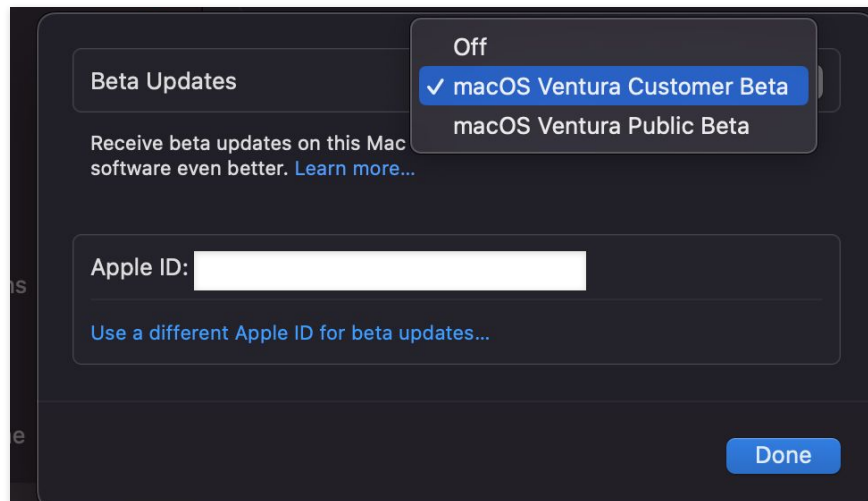 Off
Beta Updates
✓ macOS Ventura Customer Beta
macOS Ventura Public Beta
Receive beta updates on this Mac
software even better. Learn more...
Apple ID:
Use a different Apple ID for beta updates...
Done